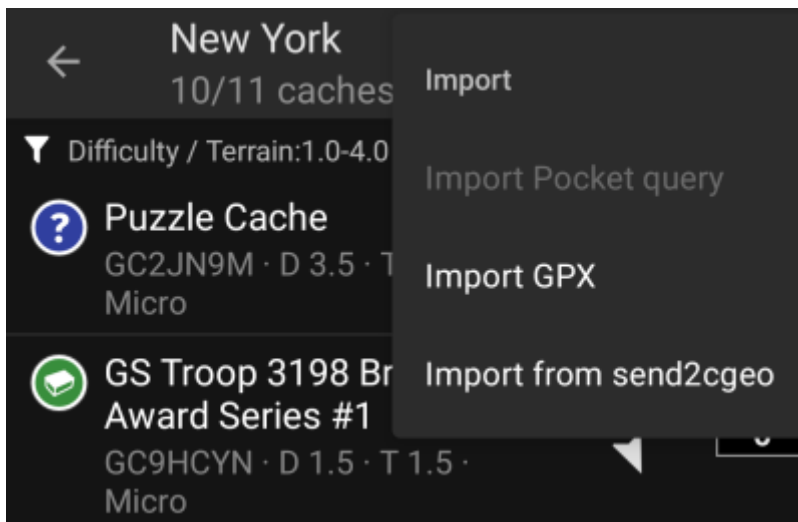 New York
10/11 caches
Difficulty / Terrain:1.0-4.0
?
Puzzle Cache
GC2JN9M · D 3.5 ·
Micro
GS Troop 3198
Award Series #1
GC9HCYN · D 1.5 · T 1.5 ·
Micro
Import
Import Pocket query
Import GPX
Import from send2cgeo